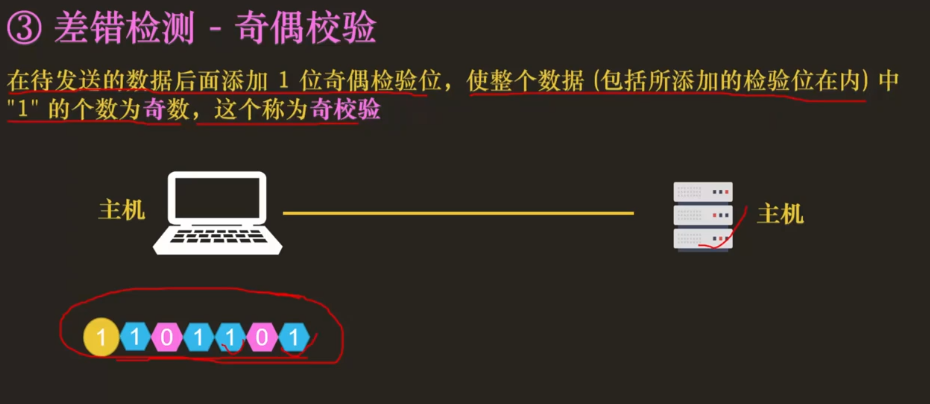 ③ 差错检测 - 奇偶校验
在待发送的数据后面添加 1 位奇偶检验位，使整个数据 (包括所添加的检验位在内) 中
"1" 的个数为奇数，这个称为奇校验
主机
主机
1 1 0 1 1 0 1